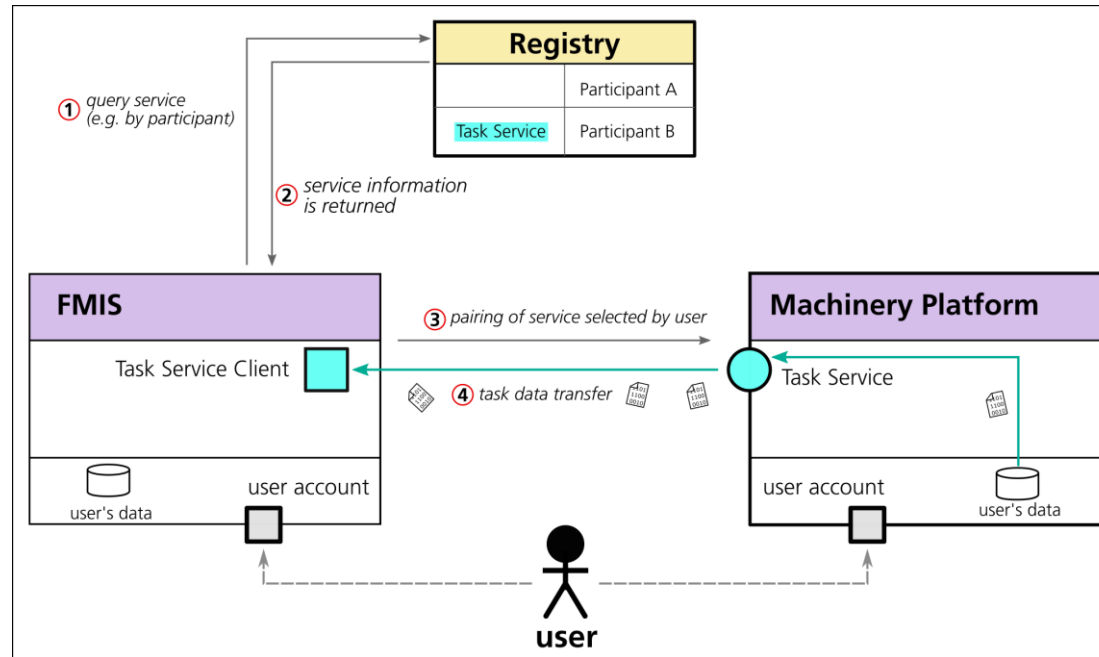 Registry
Participant A
Task Service
Participant B
① query service
(e.g. by participant)
② service information
is returned
FMIS
Machinery Platform
③ pairing of service selected by user
Task Service Client
Task Service
④ task data transfer
user account
user's data
user account
user's data
user